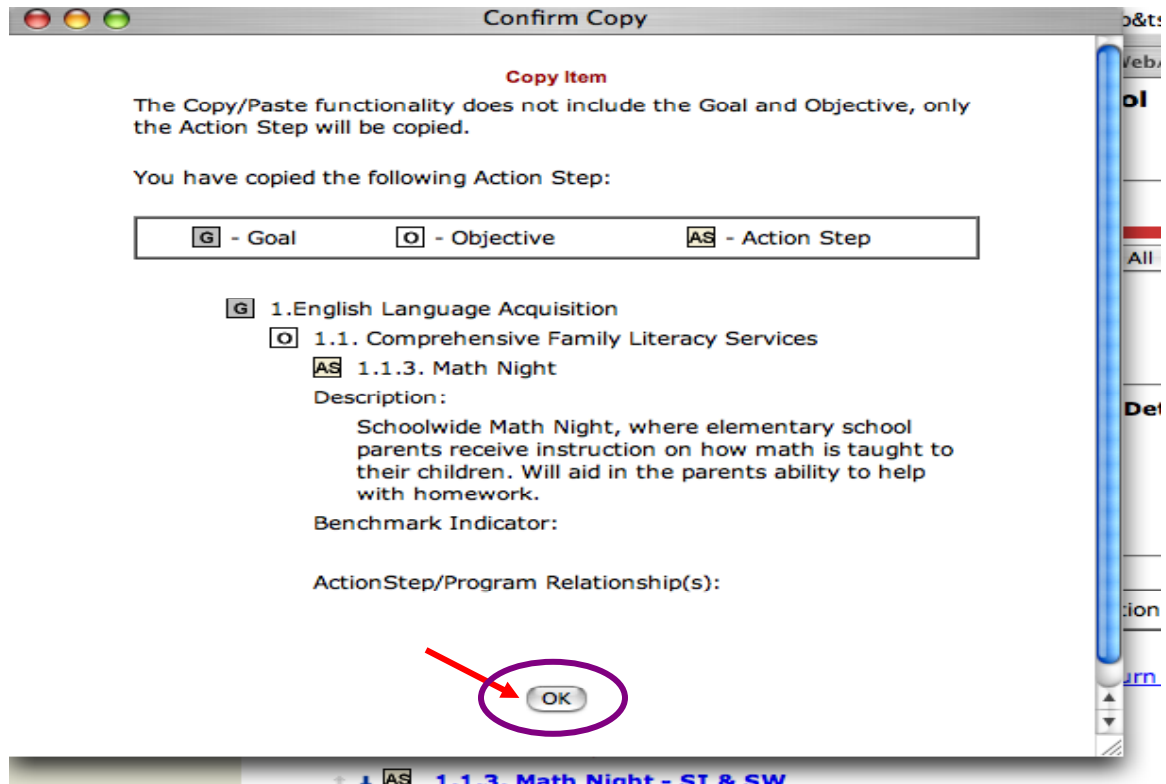 Confirm Copy
Copy Item
The Copy/Paste functionality does not include the Goal and Objective, only
the Action Step will be copied.
You have copied the following Action Step:
G - Goal O - Objective AS - Action Step
G 1.English Language Acquisition
O 1.1. Comprehensive Family Literacy Services
AS 1.1.3. Math Night
Description:
Schoolwide Math Night, where elementary school
parents receive instruction on how math is taught to
their children. Will aid in the parents ability to help
with homework.
Benchmark Indicator:
ActionStep/Program Relationship(s):
OK
All
AS 1.1.3. Math Night - SI & SW